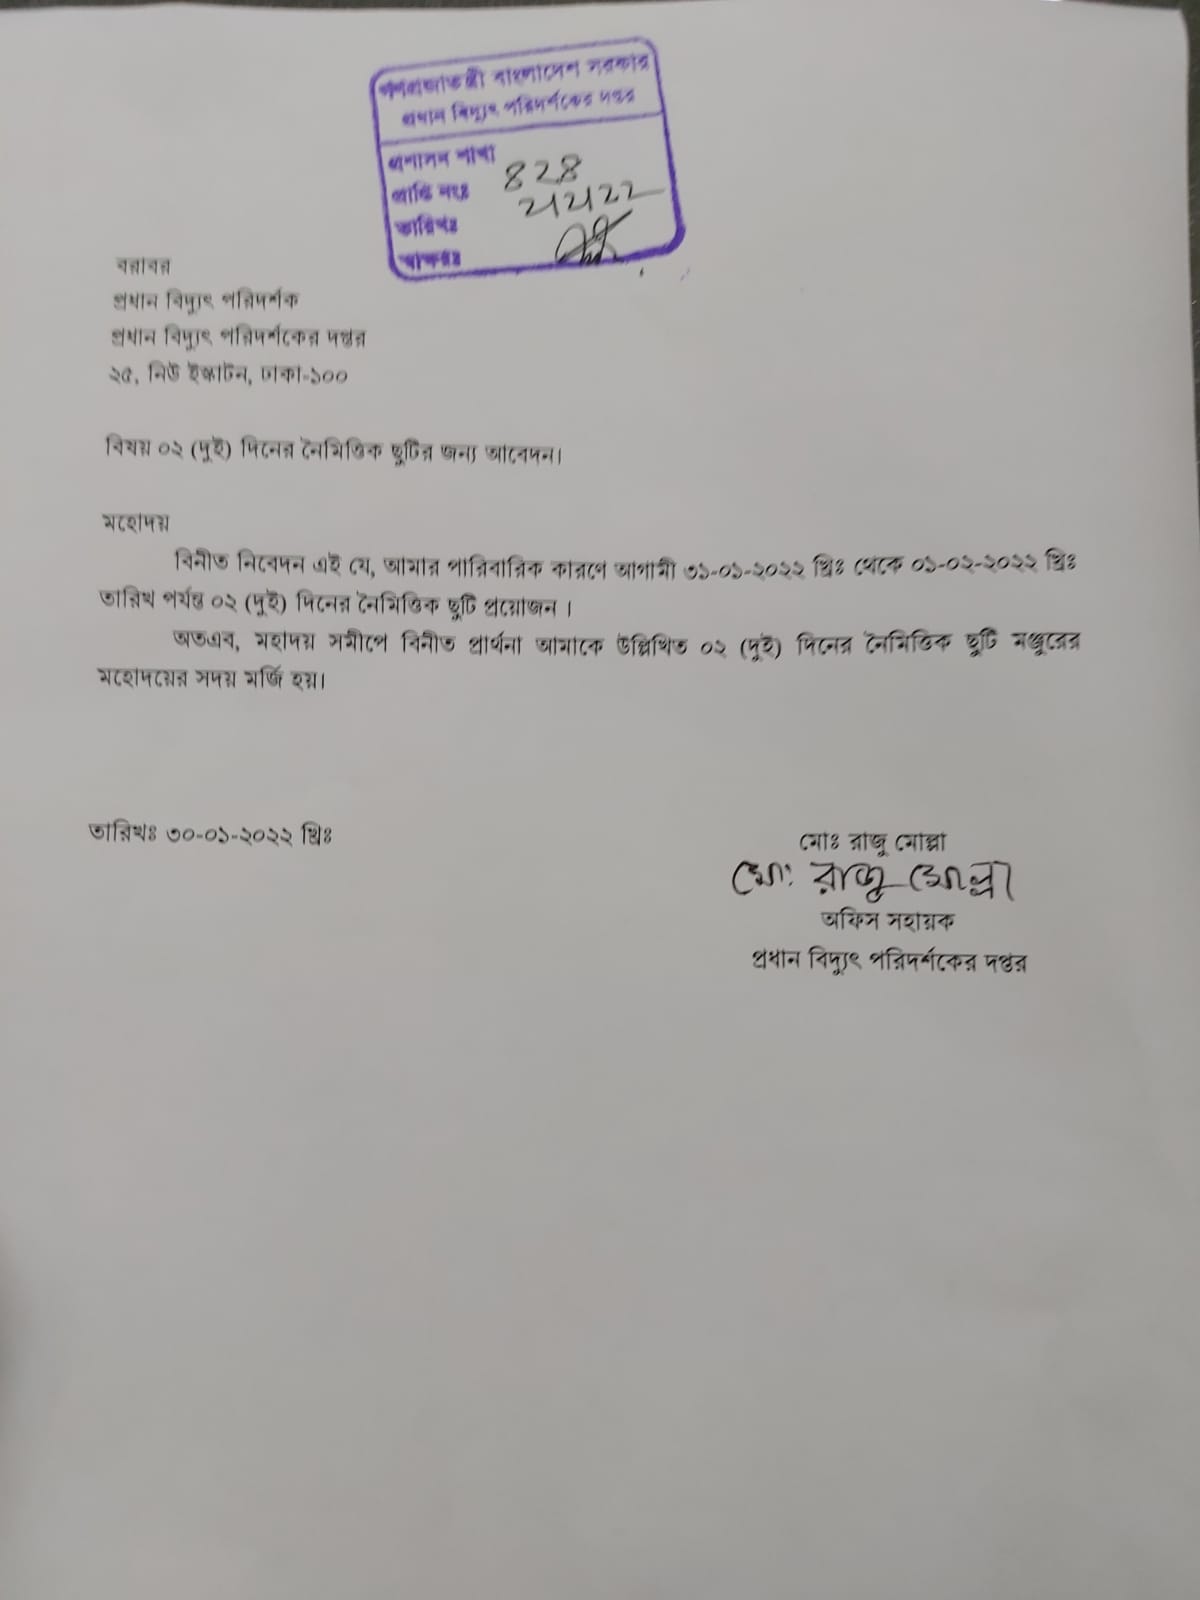 গণপ্রজাতন্ত্রী বাংলাদেশ সরকার
প্রধান বিদ্যুৎ পরিদর্শকের দপ্তর
প্রশাসন শাখা
প্রাপ্তি নংঃ ৪২৪
তারিখঃ ২/২/২২
স্বাক্ষরঃ
বরাবর
প্রধান বিদ্যুৎ পরিদর্শক
প্রধান বিদ্যুৎ পরিদর্শকের দপ্তর
২৫, নিউ ইস্কাটন, ঢাকা-১০০
বিষয় ০২ (দুই) দিনের নৈমিত্তিক ছুটির জন্য আবেদন।
মহোদয়
বিনীত নিবেদন এই যে, আমার পারিবারিক কারণে আগামী ৩১-০১-২০২২ খ্রিঃ থেকে ০১-০২-২০২২ খ্রিঃ
তারিখ পর্যন্ত ০২ (দুই) দিনের নৈমিত্তিক ছুটি প্রয়োজন ।
অতএব, মহাদয় সমীপে বিনীত প্রার্থনা আমাকে উল্লিখিত ০২ (দুই) দিনের নৈমিত্তিক ছুটি মঞ্জুরের
মহোদয়ের সদয় মর্জি হয়।
তারিখঃ ৩০-০১-২০২২ খ্রিঃ
মোঃ রাজু মোল্লা
মো: রাজু মোল্লা
অফিস সহায়ক
প্রধান বিদ্যুৎ পরিদর্শকের দপ্তর